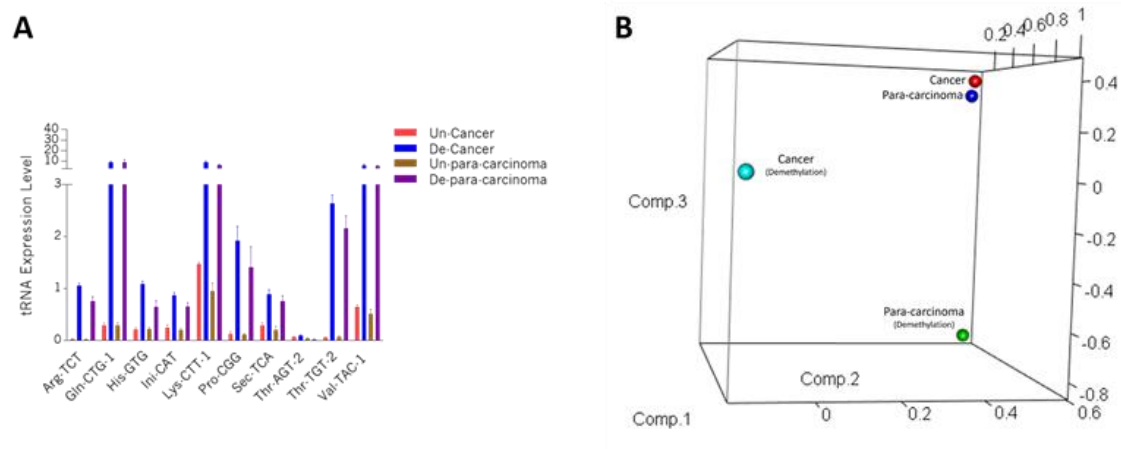 A
tRNA Expression Level
40
30
20
10
3
2
1
0
Arg-TCT
Gln-CTG-1
His-GTG
Ini-CAT
Lys-CTT-1
Pro-CGG
Sec-TCA
Thr-AGT-2
Thr-TGT-2
Val-TAC-1
Un-Cancer
De-Cancer
Un-para-carcinoma
De-para-carcinoma
B
0.2 0.4 0.6 0.8 1
Cancer
Para-carcinoma
Cancer
(Demethylation)
Para-carcinoma
(Demethylation)
Comp.3
Comp.2
Comp.1
0.4
0.2
0
-0.2
-0.4
-0.6
-0.8
0 0.2 0.4 0.6